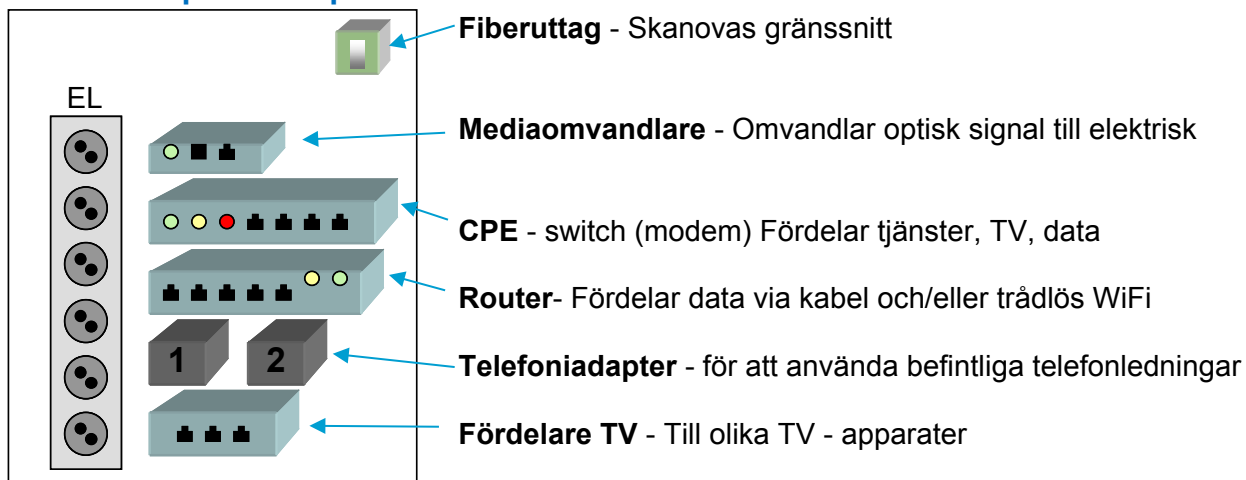 Fiberuttag - Skanovas gränssnitt
EL
Mediaomvandlare - Omvandlar optisk signal till elektrisk
CPE - switch (modem) Fördelar tjänster, TV, data
Router- Fördelar data via kabel och/eller trådlös WiFi
1 2
Telefoniadapter - för att använda befintliga telefonledningar
Fördelare TV - Till olika TV - apparater